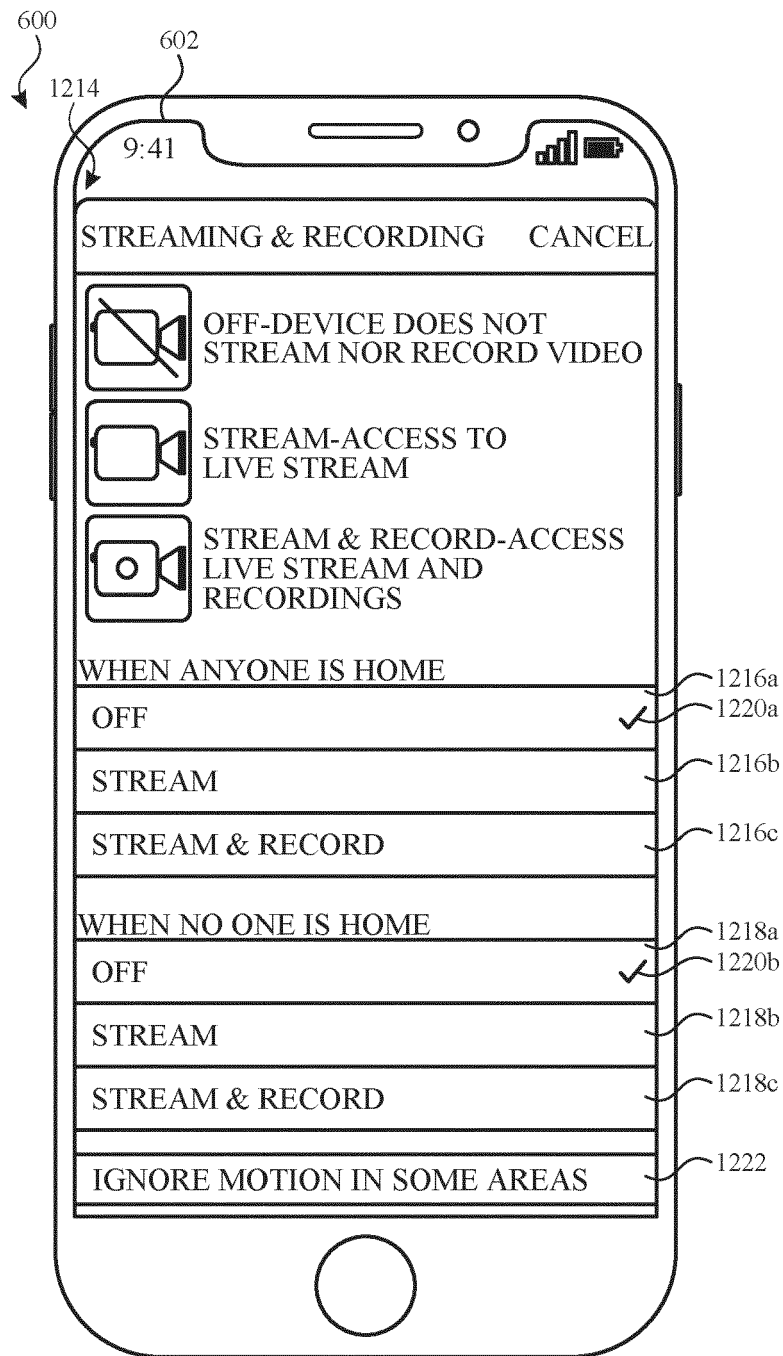 600
602
1214
9:41
STREAMING & RECORDING CANCEL
OFF-DEVICE DOES NOT
STREAM NOR RECORD VIDEO
STREAM-ACCESS TO
LIVE STREAM
STREAM & RECORD-ACCESS
LIVE STREAM AND
RECORDINGS
WHEN ANYONE IS HOME
1216a
OFF
1220a
STREAM
1216b
STREAM & RECORD
1216c
WHEN NO ONE IS HOME
1218a
OFF
1220b
STREAM
1218b
STREAM & RECORD
1218c
IGNORE MOTION IN SOME AREAS
1222